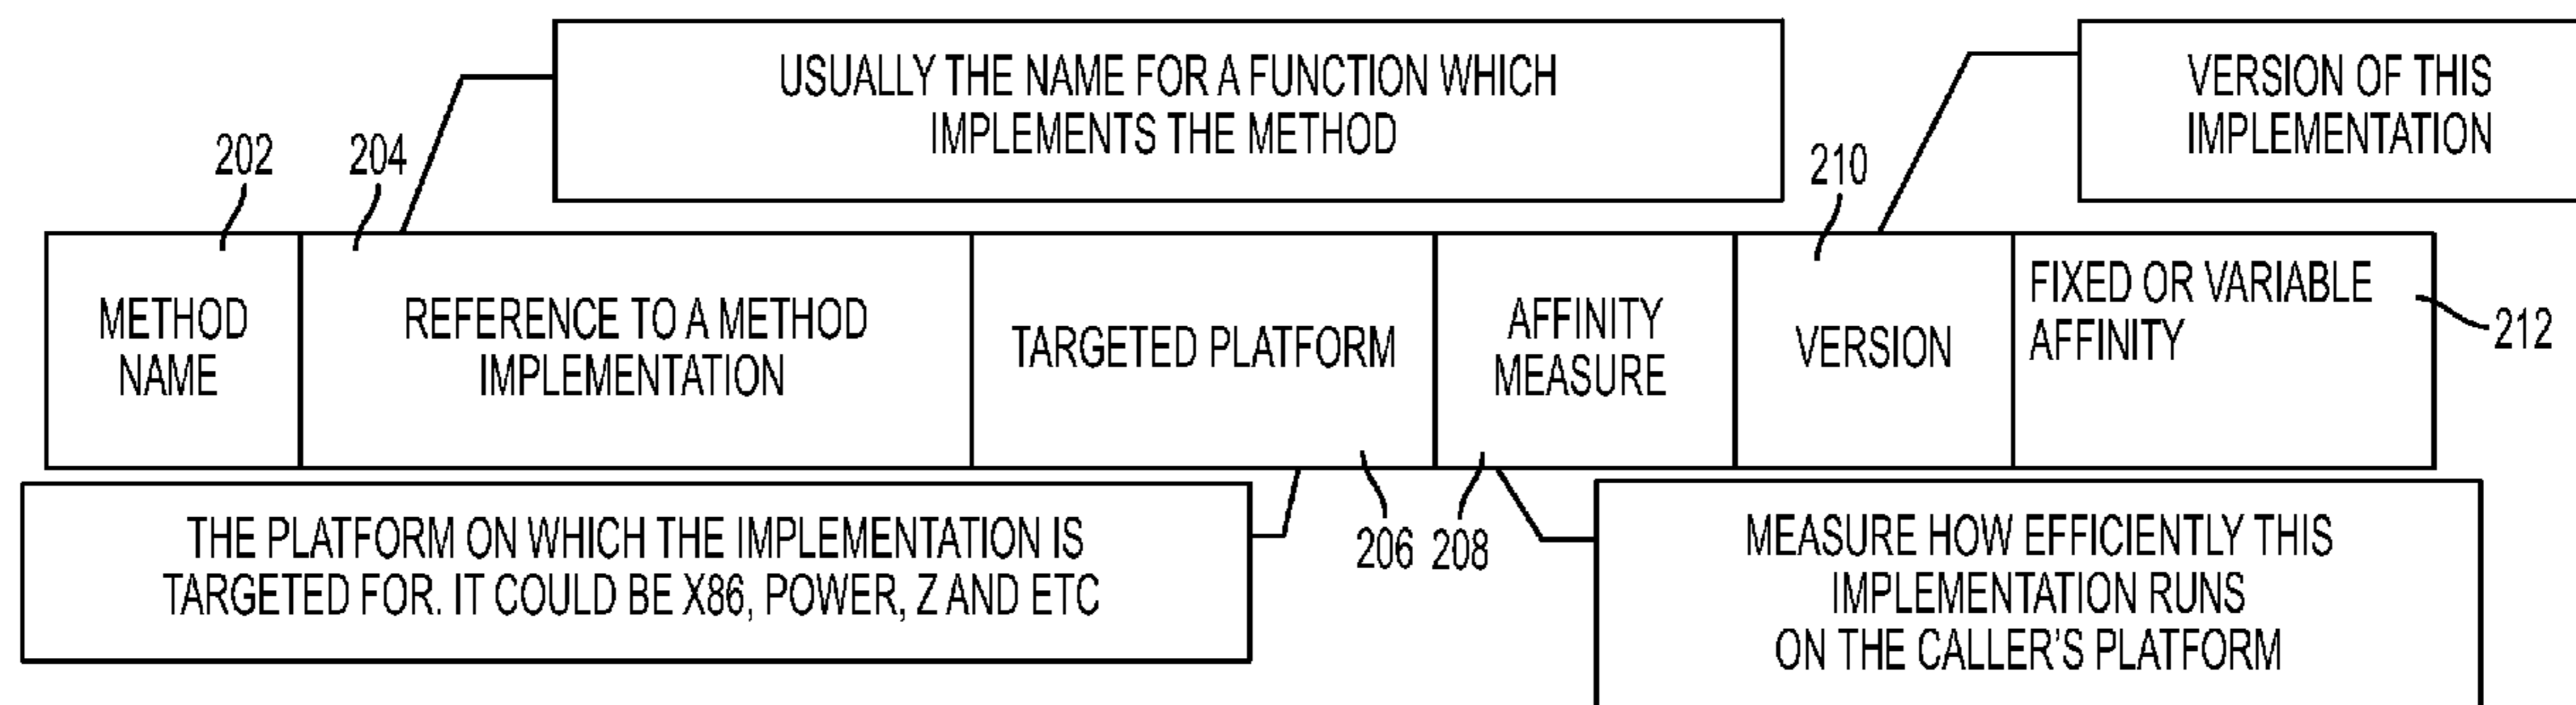 USUALLY THE NAME FOR A FUNCTION WHICH
IMPLEMENTS THE METHOD
VERSION OF THIS
IMPLEMENTATION
202
204
210
METHOD
NAME
REFERENCE TO A METHOD
IMPLEMENTATION
TARGETED PLATFORM
AFFINITY
MEASURE
VERSION
FIXED OR VARIABLE
AFFINITY
212
THE PLATFORM ON WHICH THE IMPLEMENTATION IS
TARGETED FOR. IT COULD BE X86, POWER, Z AND ETC
206
208
MEASURE HOW EFFICIENTLY THIS
IMPLEMENTATION RUNS
ON THE CALLER'S PLATFORM